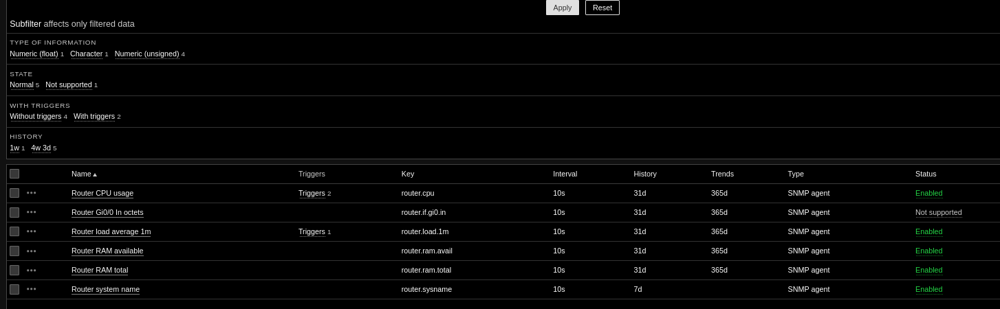 Apply Reset
Subfilter affects only filtered data
TYPE OF INFORMATION
Numeric (float) 1 Character 1 Numeric (unsigned) 4
STATE
Normal 5 Not supported 1
WITH TRIGGERS
Without triggers 4 With triggers 2
HISTORY
1w 1 4w 3d 5
Name▲ Triggers Key Interval History Trends Type Status
••• Router CPU usage Triggers 2 router.cpu 10s 31d 365d SNMP agent Enabled
••• Router Gi0/0 In octets router.if.gi0.in 10s 31d 365d SNMP agent Not supported
••• Router load average 1m Triggers 1 router.load.1m 10s 31d 365d SNMP agent Enabled
••• Router RAM available router.ram.avail 10s 31d 365d SNMP agent Enabled
••• Router RAM total router.ram.total 10s 31d 365d SNMP agent Enabled
••• Router system name router.sysname 10s 7d SNMP agent Enabled